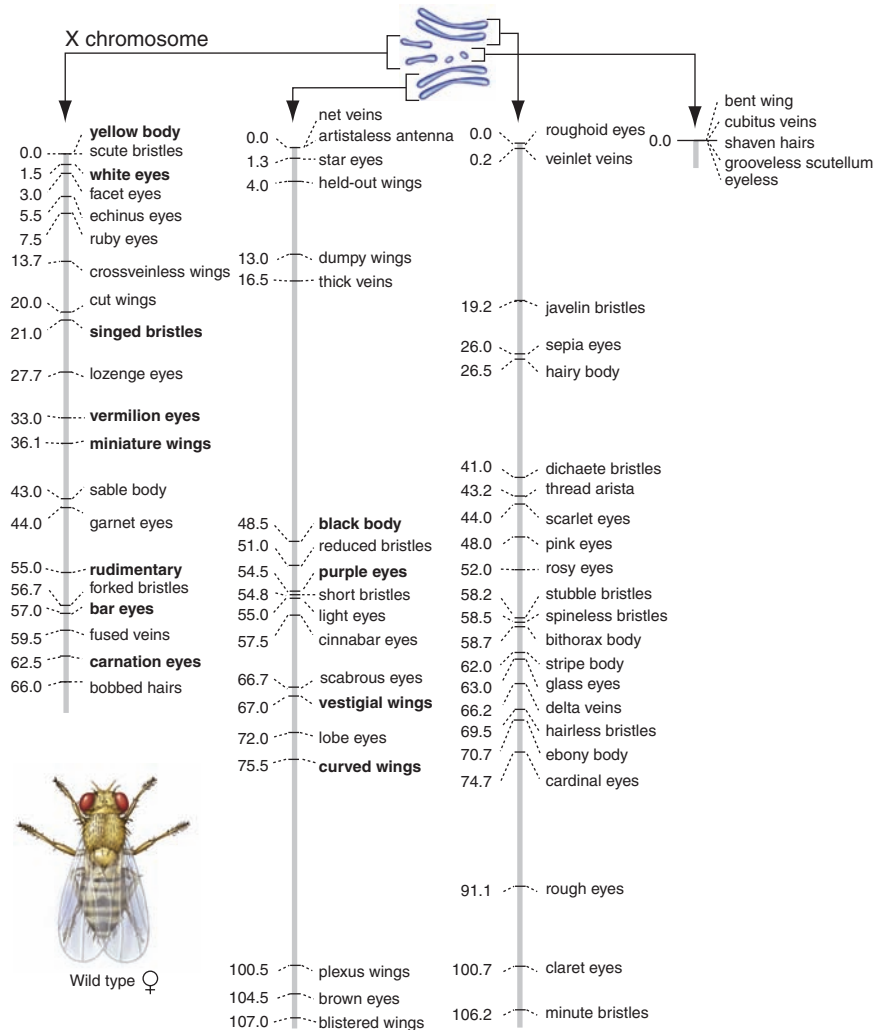 X chromosome
yellow body
0.0 scute bristles
1.5 white eyes
3.0 facet eyes
5.5 echinus eyes
7.5 ruby eyes
13.7 crossveinless wings
20.0 cut wings
21.0 singed bristles
27.7 lozenge eyes
33.0 vermilion eyes
36.1 miniature wings
43.0 sable body
44.0 garnet eyes
55.0 rudimentary
56.7 forked bristles
57.0 bar eyes
59.5 fused veins
62.5 carnation eyes
66.0 bobbed hairs
Wild type ♀
net veins
0.0 artistaless antenna
1.3 star eyes
4.0 held-out wings
13.0 dumpy wings
16.5 thick veins
48.5 black body
51.0 reduced bristles
54.5 purple eyes
54.8 short bristles
55.0 light eyes
57.5 cinnabar eyes
66.7 scabrous eyes
67.0 vestigial wings
72.0 lobe eyes
75.5 curved wings
100.5 plexus wings
104.5 brown eyes
107.0 blistered wings
0.0 roughoid eyes
0.2 veinlet veins
19.2 javelin bristles
26.0 sepia eyes
26.5 hairy body
41.0 dichaete bristles
43.2 thread arista
44.0 scarlet eyes
48.0 pink eyes
52.0 rosy eyes
58.2 stubble bristles
58.5 spineless bristles
58.7 bithorax body
62.0 stripe body
63.0 glass eyes
66.2 delta veins
69.5 hairless bristles
70.7 ebony body
74.7 cardinal eyes
91.1 rough eyes
100.7 claret eyes
106.2 minute bristles
bent wing
cubitus veins
0.0 shaven hairs
grooveless scutellum
eyeless